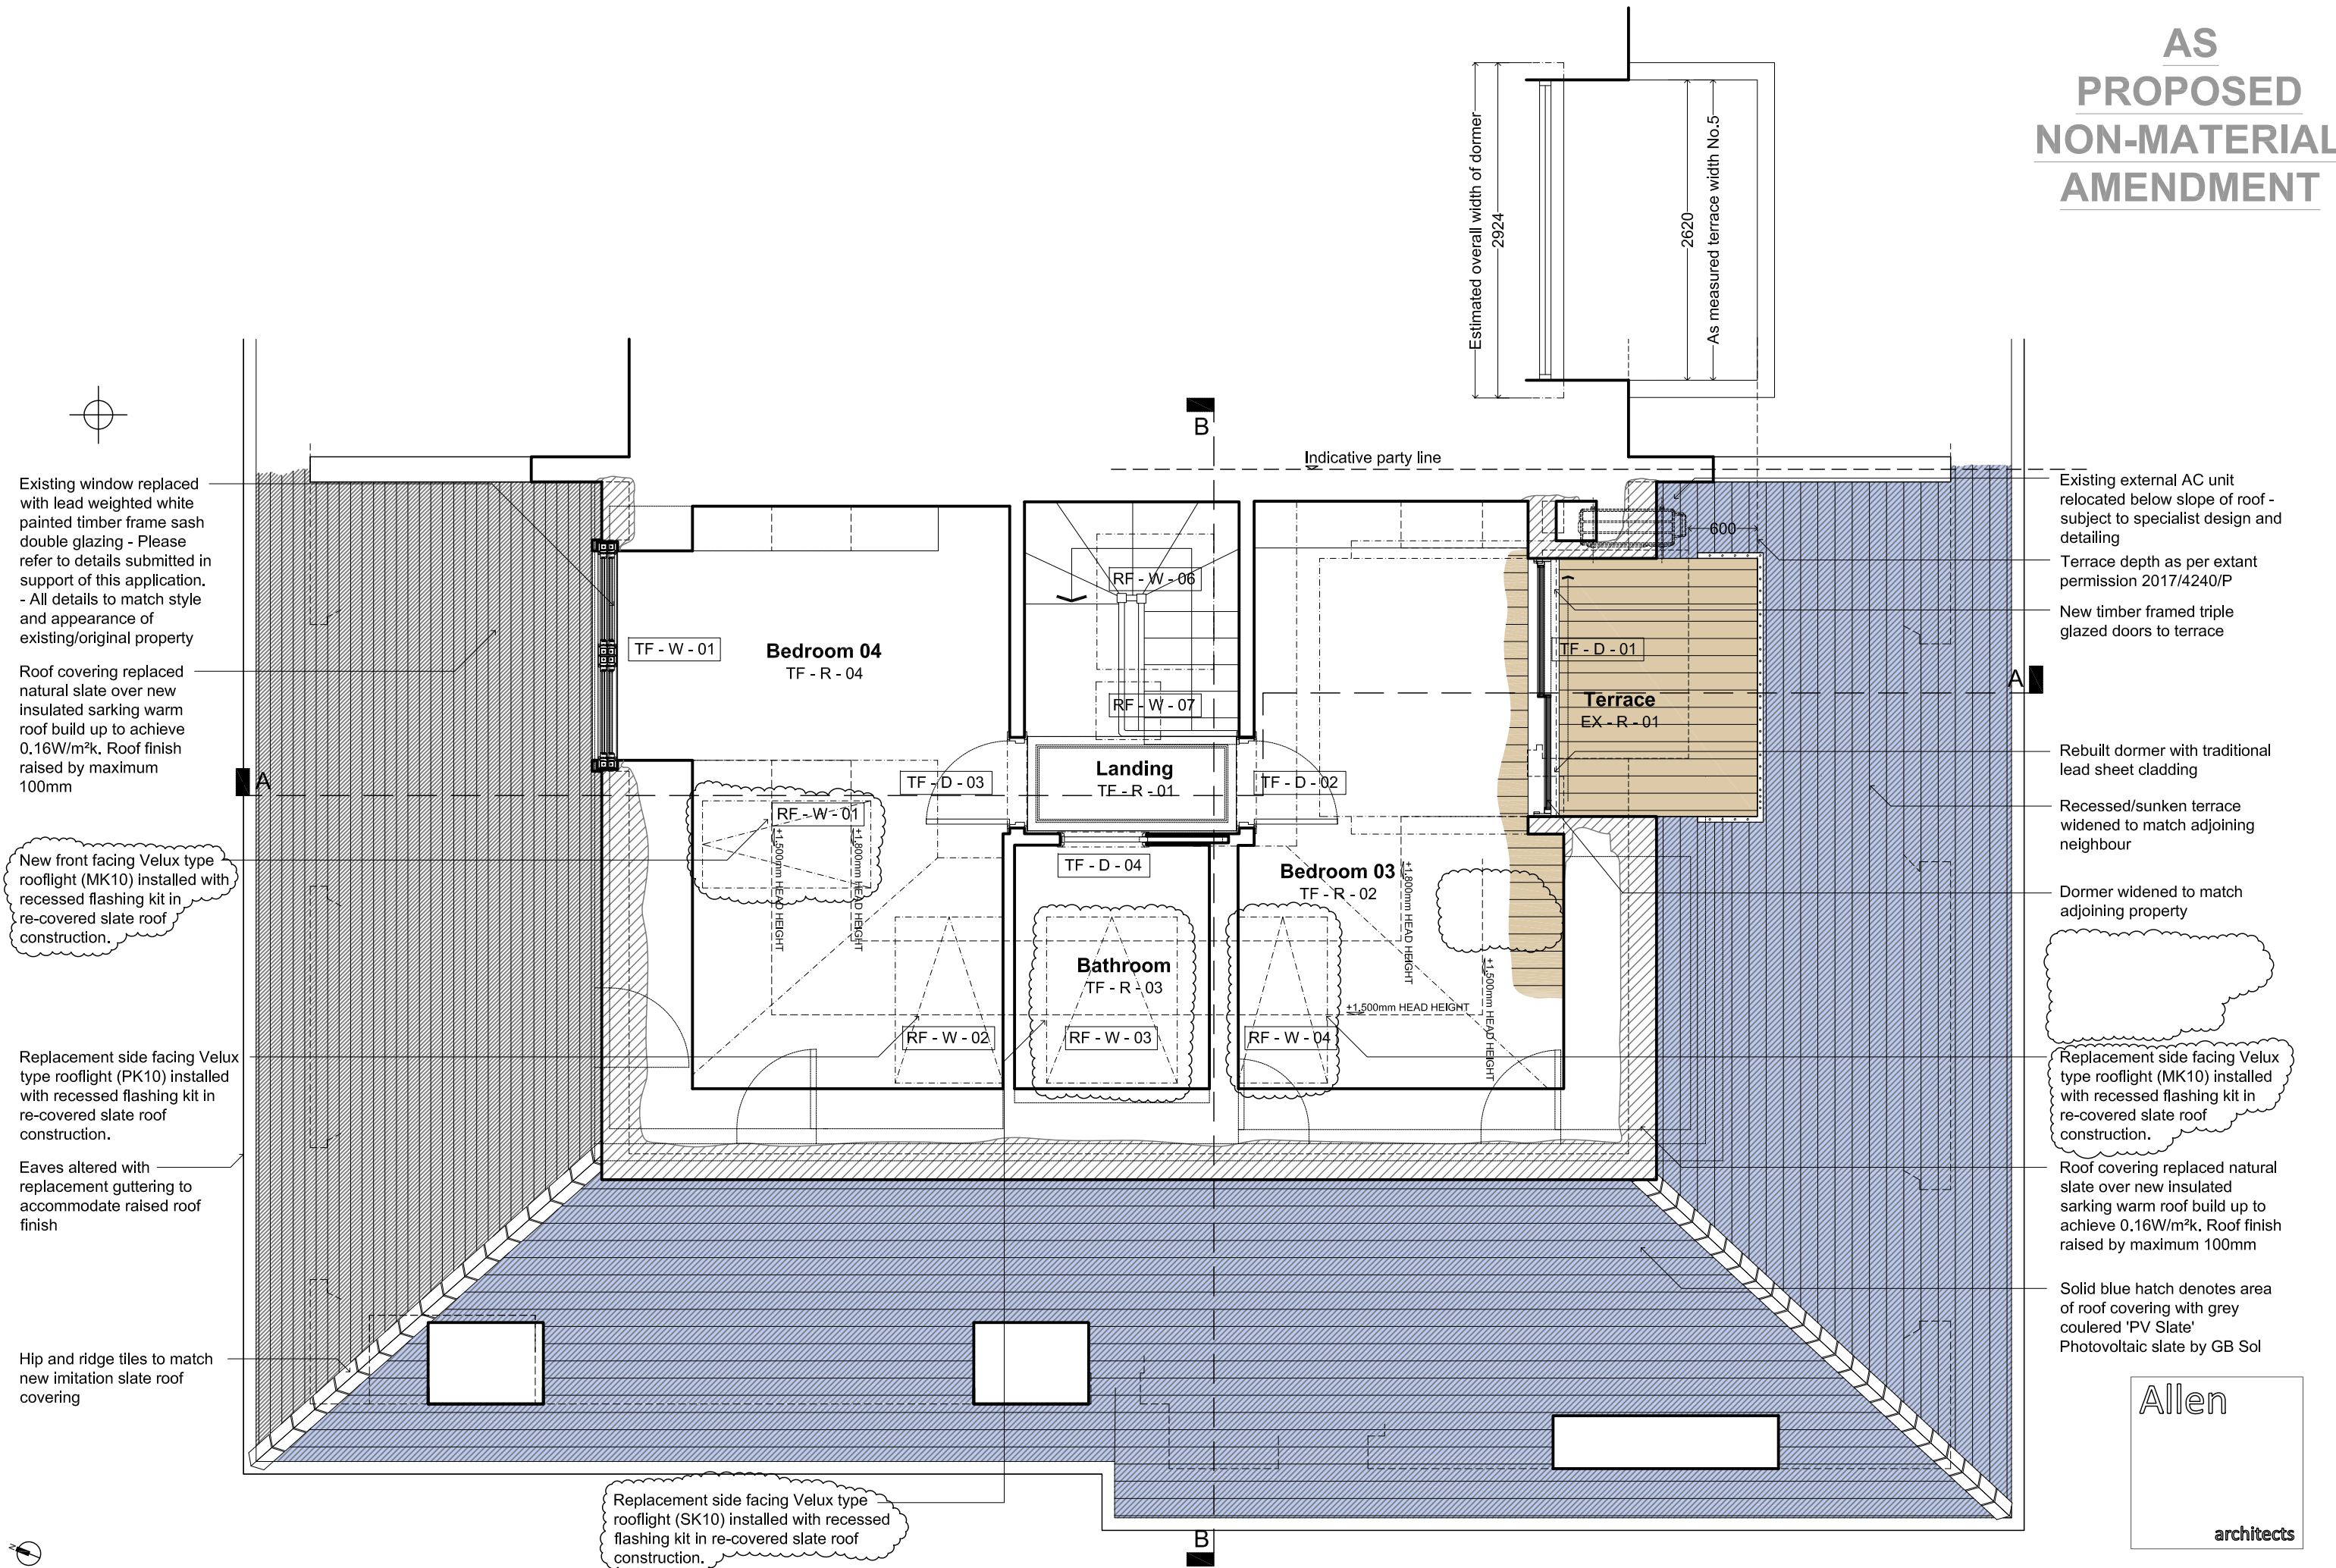 AS
PROPOSED
NON-MATERIAL
AMENDMENT
Estimated overall width of dormer
2924
2620
As measured terrace width No.5
B
Indicative party line
Existing window replaced
with lead weighted white
painted timber frame sash
double glazing - Please
refer to details submitted in
support of this application.
- All details to match style
and appearance of
existing/original property
Roof covering replaced
natural slate over new
insulated sarking warm
roof build up to achieve
0.16W/m²k. Roof finish
raised by maximum
100mm
A
New front facing Velux type
rooflight (MK10) installed with
recessed flashing kit in
re-covered slate roof
construction.
Replacement side facing Velux
type rooflight (PK10) installed
with recessed flashing kit in
re-covered slate roof
construction.
Eaves altered with
replacement guttering to
accommodate raised roof
finish
Hip and ridge tiles to match
new imitation slate roof
covering
TF - W - 01
Bedroom 04
TF - R - 04
RF - W - 06
RF - W - 07
Landing
TF - R - 01
TF - D - 03
TF - D - 02
RF - W - 01
+1,500mm HEAD HEIGHT
+1,800mm HEAD HEIGHT
TF - D - 04
Bedroom 03
TF - R - 02
+1,800mm HEAD HEIGHT
Bathroom
TF - R - 03
+1,500mm HEAD HEIGHT
+1,500mm HEAD HEIGHT
RF - W - 02
RF - W - 03
RF - W - 04
600
TF - D - 01
Terrace
EX - R - 01
A
Existing external AC unit
relocated below slope of roof -
subject to specialist design and
detailing
Terrace depth as per extant
permission 2017/4240/P
New timber framed triple
glazed doors to terrace
Rebuilt dormer with traditional
lead sheet cladding
Recessed/sunken terrace
widened to match adjoining
neighbour
Dormer widened to match
adjoining property
Replacement side facing Velux
type rooflight (MK10) installed
with recessed flashing kit in
re-covered slate roof
construction.
Roof covering replaced natural
slate over new insulated
sarking warm roof build up to
achieve 0.16W/m²k. Roof finish
raised by maximum 100mm
Solid blue hatch denotes area
of roof covering with grey
coulered 'PV Slate'
Photovoltaic slate by GB Sol
Replacement side facing Velux type
rooflight (SK10) installed with recessed
flashing kit in re-covered slate roof
construction.
B
N
Allen
architects